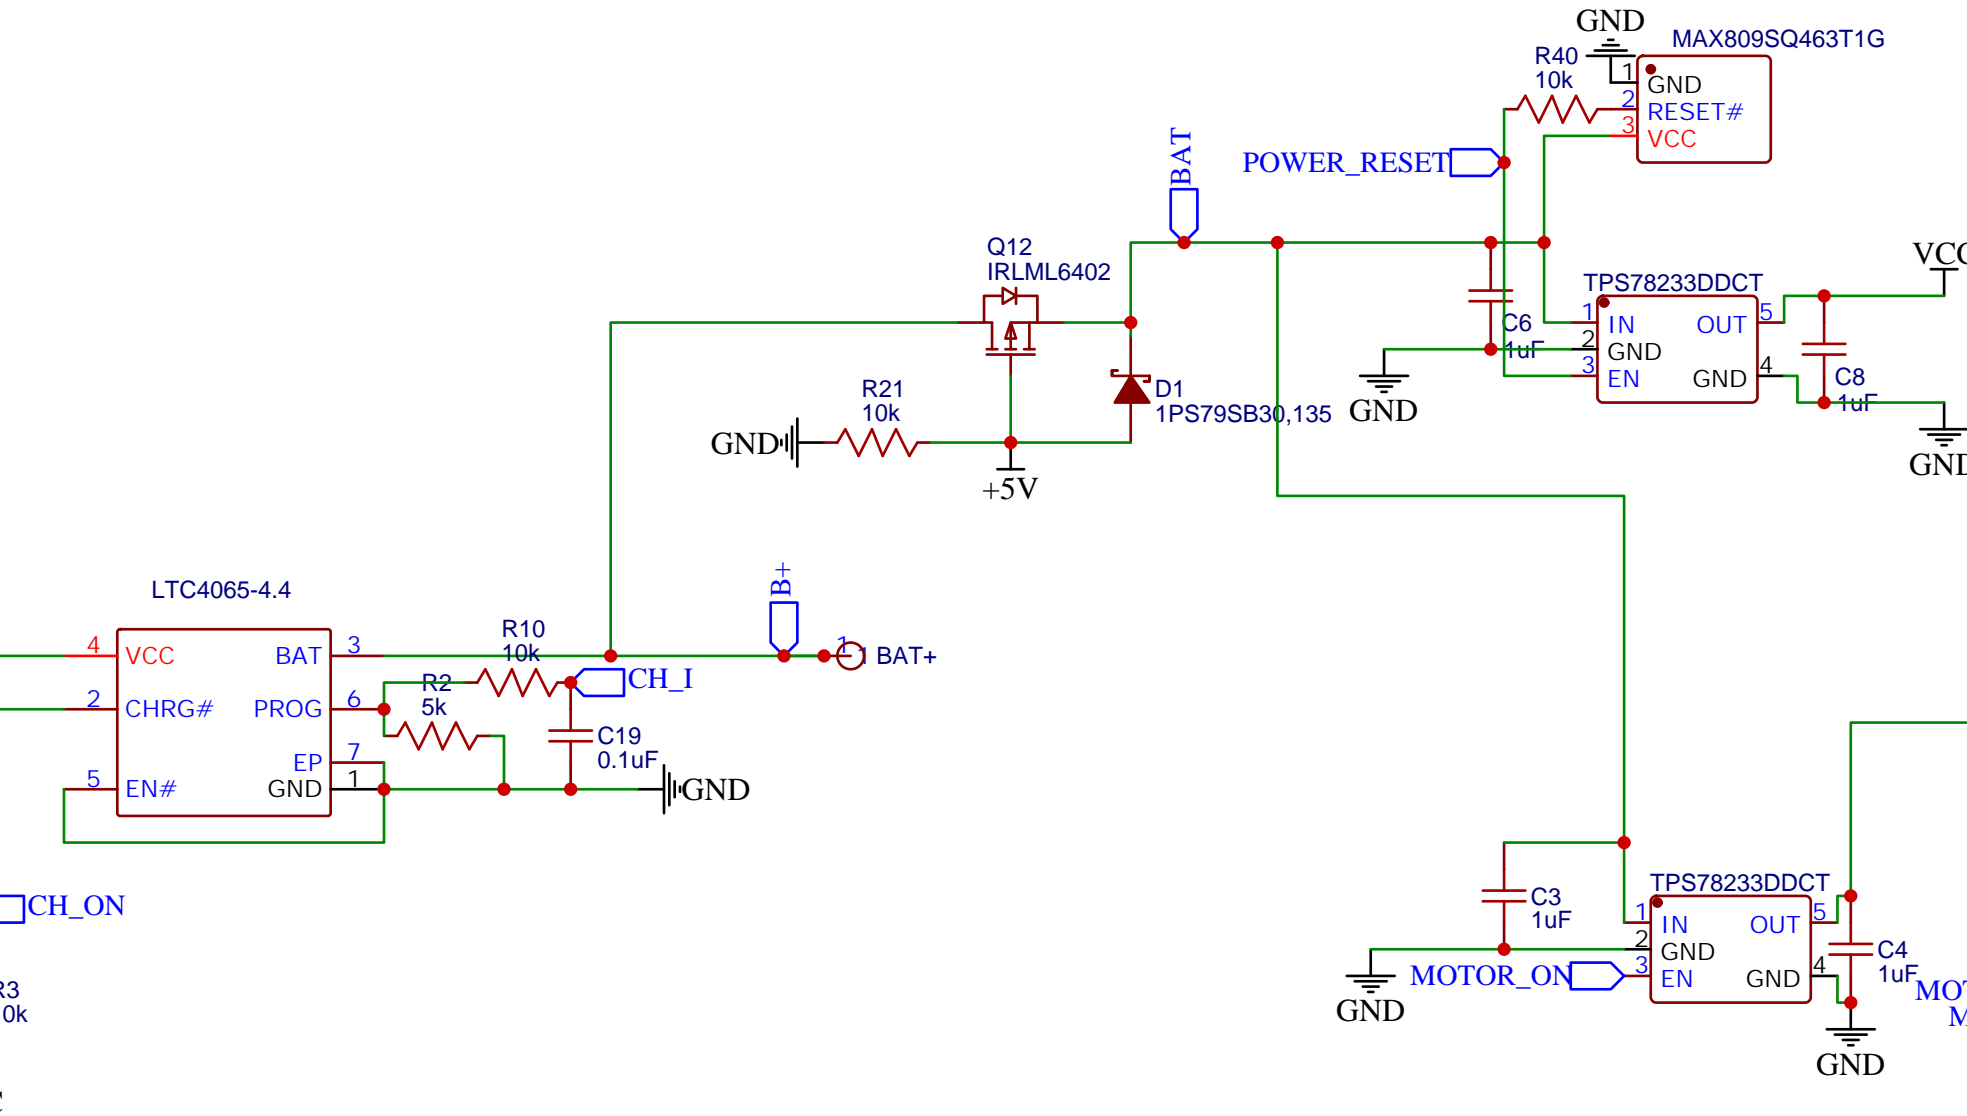 GND
MAX809SQ463T1G
R40
10k
1
GND
2
RESET#
3
VCC
BAT
POWER_RESET
Q12
IRLML6402
C6
1uF
TPS78233DDCT
1
IN
OUT
5
2
GND
3
EN
GND
4
VCC
C8
1uF
GND
R21
10k
D1
1PS79SB30,135
GND
GND
+5V
LTC4065-4.4
B+
4
VCC
BAT
3
R10
10k
1
1
BAT+
CH_I
R2
5k
2
CHRG#
PROG
6
C19
0.1uF
EP
7
5
EN#
GND
1
GND
CH_ON
R3
0k
C3
1uF
TPS78233DDCT
1
IN
OUT
5
2
GND
3
EN
GND
4
MOTOR_ON
GND
C4
1uF
MOT
M
GND